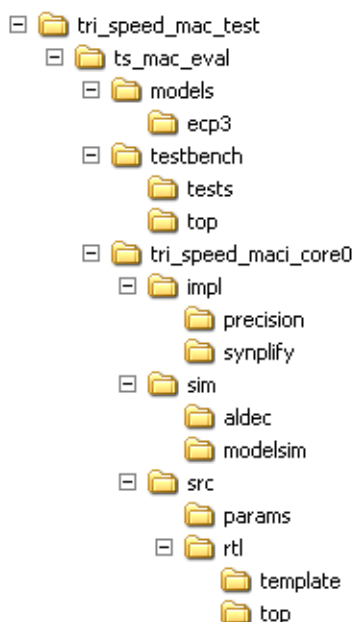 tri_speed_mac_test
ts_mac_eval
models
ecp3
testbench
tests
top
tri_speed_maci_core0
impl
precision
synplify
sim
aldec
modelsim
src
params
rtl
template
top